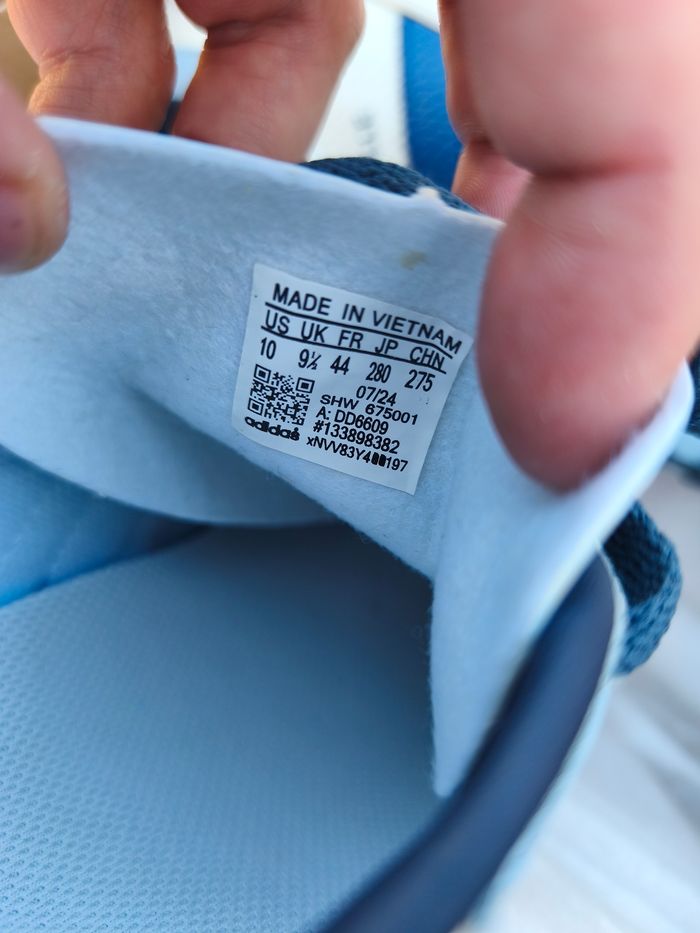 MADE IN VIETNAM
US UK FR JP CHN
10 9½ 44 280 275
07/24
SHW 675001
A: DD6609
#133898382
adidas